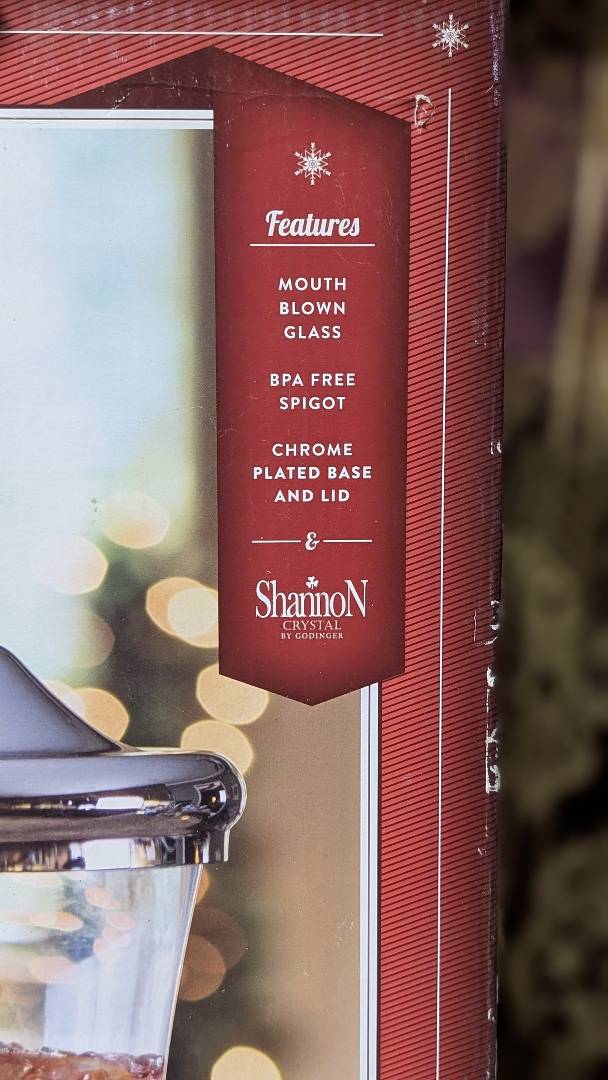 Features
MOUTH
BLOWN
GLASS
BPA FREE
SPIGOT
CHROME
PLATED BASE
AND LID
&
ShannoN
CRYSTAL
BY GODINGER